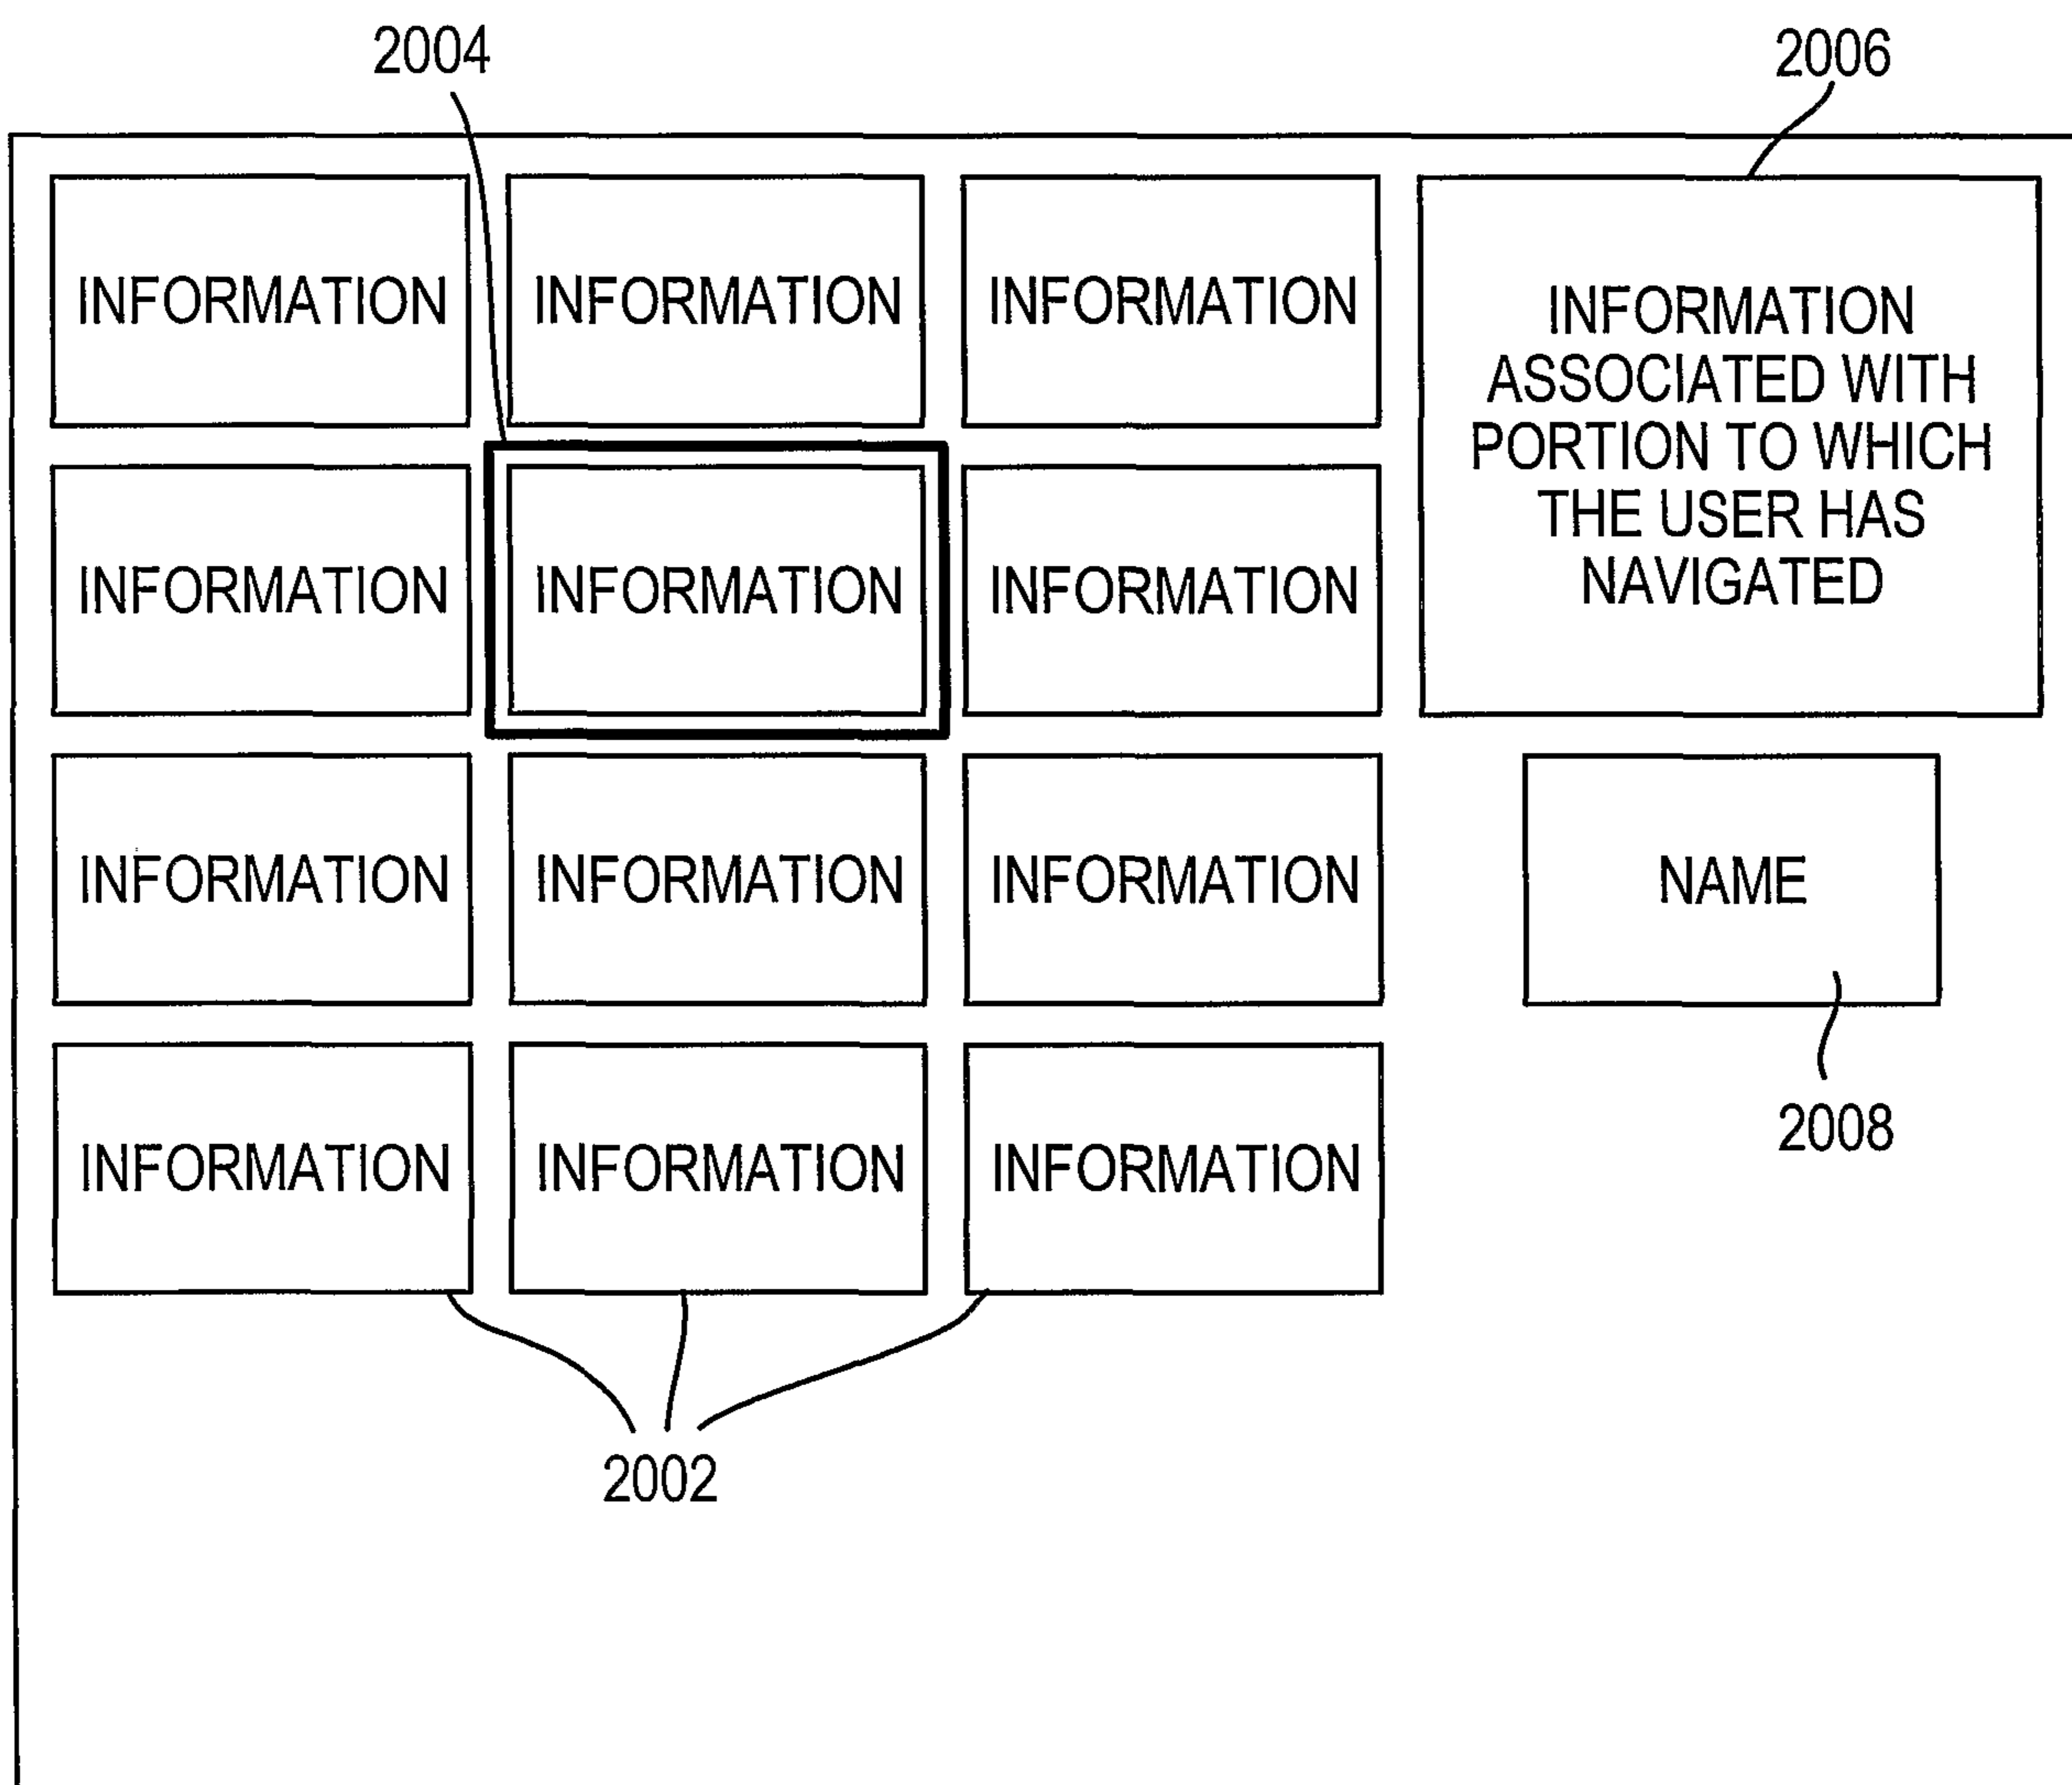 2004
2006
INFORMATION INFORMATION INFORMATION
INFORMATION
ASSOCIATED WITH
PORTION TO WHICH
THE USER HAS
NAVIGATED
INFORMATION INFORMATION INFORMATION
INFORMATION INFORMATION INFORMATION
NAME
2008
INFORMATION INFORMATION INFORMATION
2002